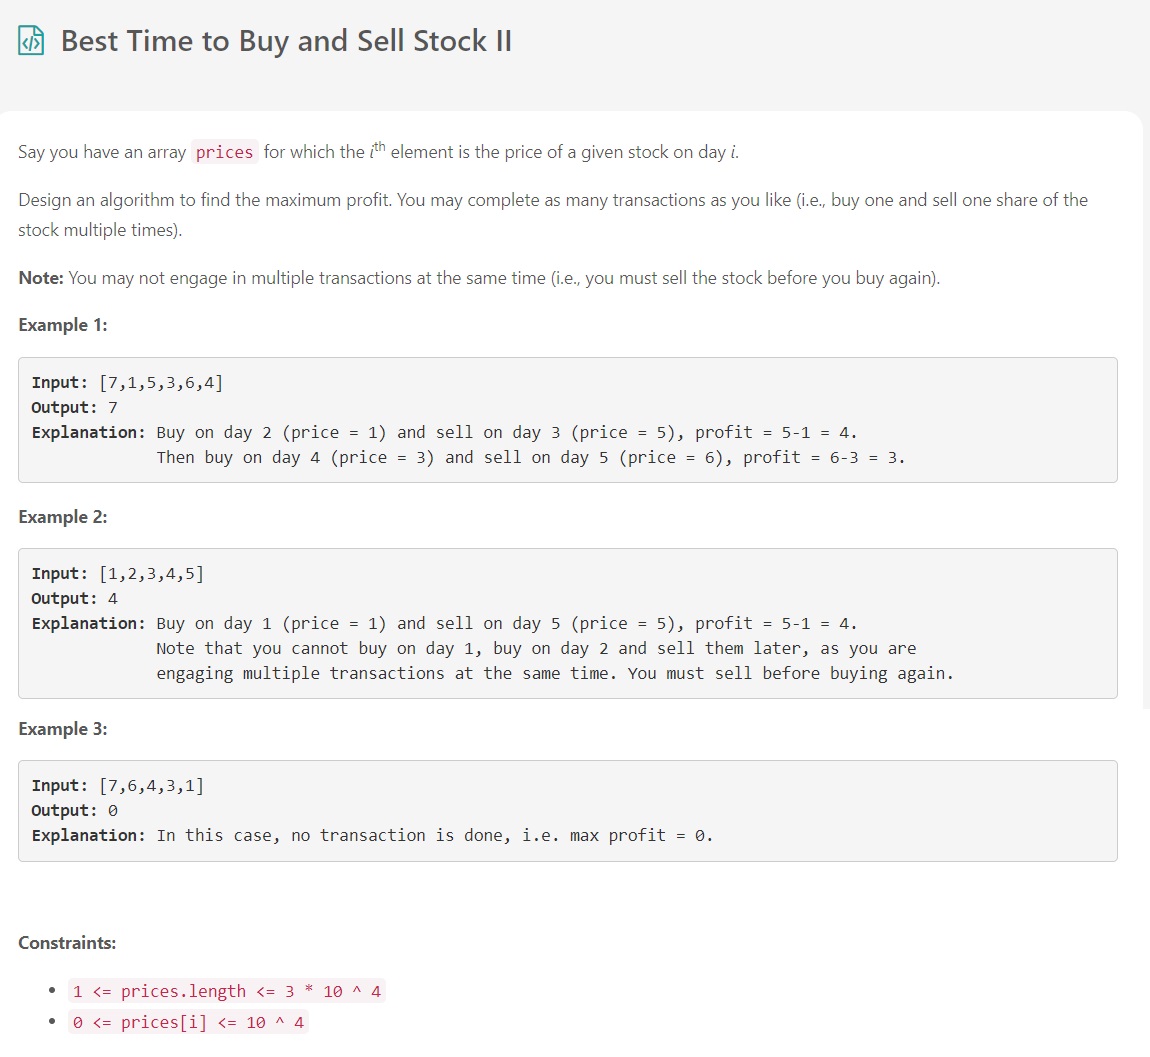 Best Time to Buy and Sell Stock II
Say you have an array prices for which the ith element is the price of a given stock on day i.
Design an algorithm to find the maximum profit. You may complete as many transactions as you like (i.e., buy one and sell one share of the
stock multiple times).
Note: You may not engage in multiple transactions at the same time (i.e., you must sell the stock before you buy again).
Example 1:
Input: [7,1,5,3,6,4]
Output: 7
Explanation: Buy on day 2 (price = 1) and sell on day 3 (price = 5), profit = 5-1 = 4.
Then buy on day 4 (price = 3) and sell on day 5 (price = 6), profit = 6-3 = 3.
Example 2:
Input: [1,2,3,4,5]
Output: 4
Explanation: Buy on day 1 (price = 1) and sell on day 5 (price = 5), profit = 5-1 = 4.
Note that you cannot buy on day 1, buy on day 2 and sell them later, as you are
engaging multiple transactions at the same time. You must sell before buying again.
Example 3:
Input: [7,6,4,3,1]
Output: 0
Explanation: In this case, no transaction is done, i.e. max profit = 0.
Constraints:
• 1 <= prices.length <= 3 * 10 ^ 4
• 0 <= prices[i] <= 10 ^ 4